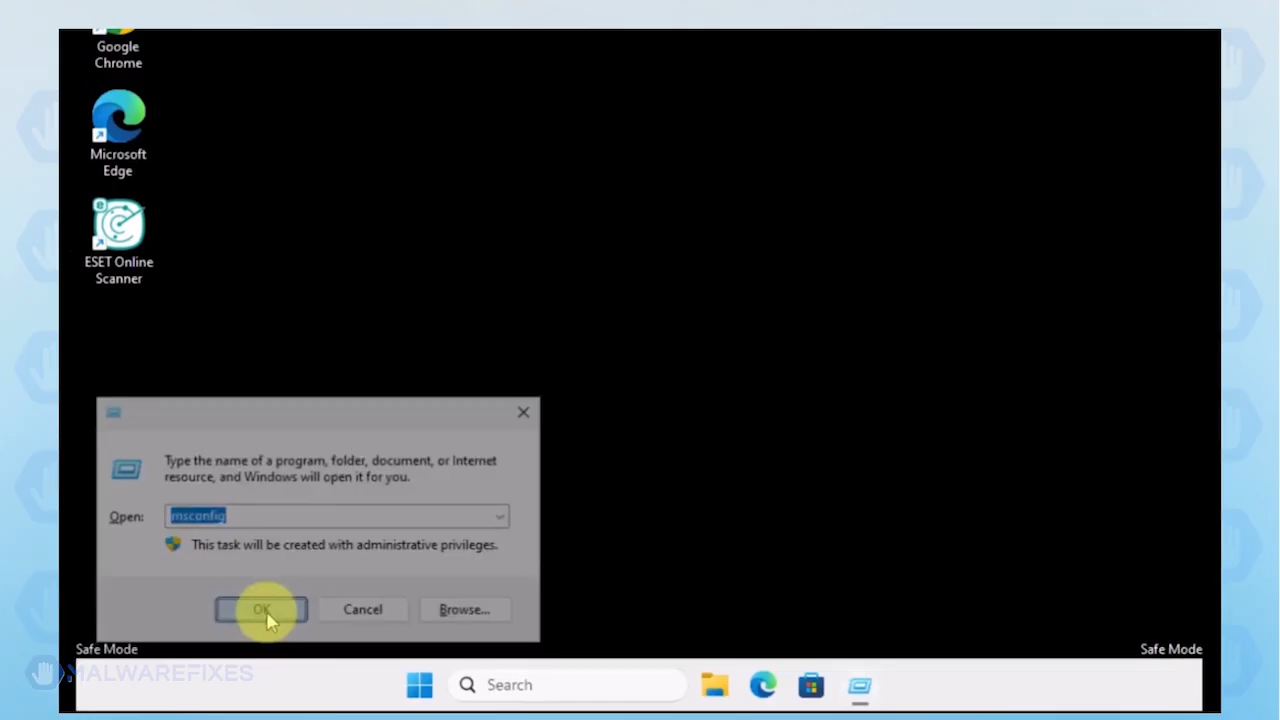 Google
Chrome
Microsoft
Edge
ESET Online
Scanner
Type the name of a program, folder, document, or Internet
resource, and Windows will open it for you.
Open: msconfig
This task will be created with administrative privileges.
OK Cancel Browse...
Safe Mode Safe Mode
MALWAREFIXES
Search